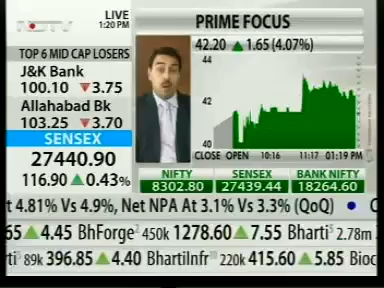 NDTV
LIVE
1:20 PM
PRIME FOCUS
TOP 6 MID CAP LOSERS
J&K Bank
100.10 ▼3.75
Allahabad Bk
103.25 ▼3.70
SENSEX
27440.90
116.90 ▲0.43%
42.20 ▲1.65 (4.07%)
44
42
40
CLOSE OPEN 10:16 11:17 01:19 PM
NIFTY SENSEX BANK NIFTY
8302.80 27439.44 18264.60
t 4.81% Vs 4.9%, Net NPA At 3.1% Vs 3.3% (QoQ) ● C
65 ▲4.45 BhForge² 450k 1278.60 ▲7.55 Bharti⁵ 2.78m
89k 396.85 ▲4.40 BhartiInfr¹⁰ 220k 415.60 ▲5.85 Bioc